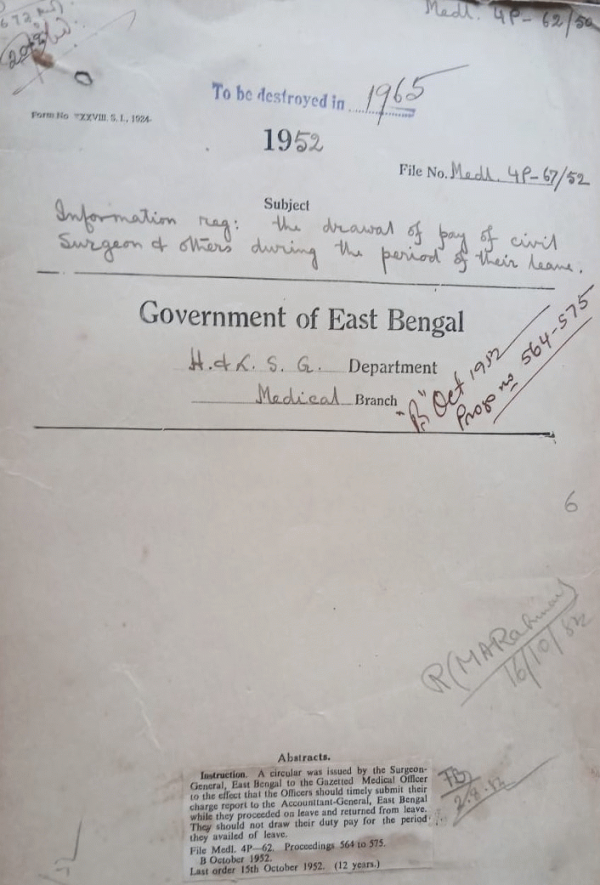 Medl. 4P-62/52
To be destroyed in 1965
Form No XXVIII. S. I., 1934.
1952
File No. Medl. 4P-67/52
Subject
Information reg: the drawal of pay of civil
Surgeon & others during the period of their leave.
Government of East Bengal
H. & L. S. G. Department
Medical Branch
"B" Oct 1952
Progs no 564-575
6
R (MARahman)
16/10/52
Abstracts.
Instruction. A circular was issued by the Surgeon-
General, East Bengal to the Gazetted Medical Officer
to the effect that the Officers should timely submit their
charge report to the Accounttant-General, East Bengal
while they proceeded on leave and returned from leave.
They should not draw their duty pay for the period
they availed of leave.
File Medl. 4P—62. Proceedings 564 to 575.
B October 1952.
Last order 15th October 1952. (12 years.)